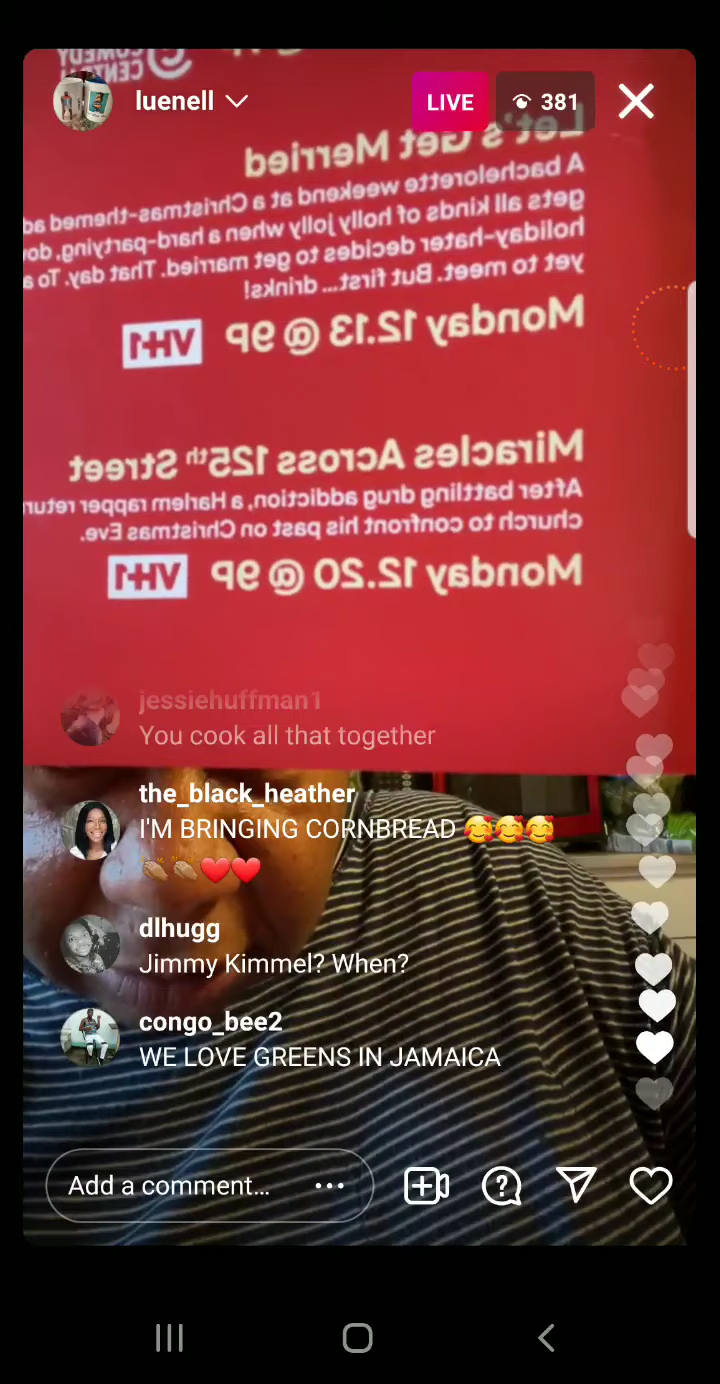 COMEDY
CENTRAL
luenell
LIVE
381
Let's Get Merried
A bachelorette weekend at a Christmas-themed
gets all kinds of holly jolly when a hard-partying,
holiday-hater decides to get married. That day. To
yet to meet. But first... drinks!
Monday 12.13 @ 9P VH1
Miracles Across 125th Street
After battling drug addiction, a Harlem rapper
church to confront his past on Christmas Eve.
Monday 12.20 @ 9P VH1
jessiehuffman1
You cook all that together
the_black_heather
I'M BRINGING CORNBREAD 🥰🥰🥰
👏🏽👏🏽❤️❤️
dlhugg
Jimmy Kimmel? When?
congo_bee2
WE LOVE GREENS IN JAMAICA
Add a comment...